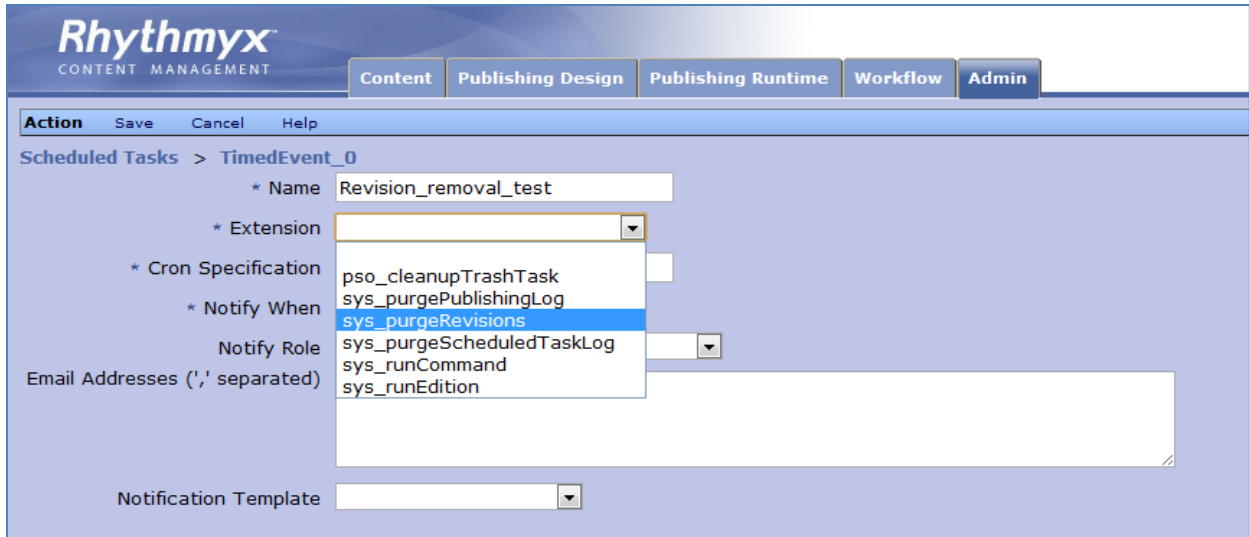 Rhythmyx
CONTENT MANAGEMENT
Content Publishing Design Publishing Runtime Workflow Admin
Action Save Cancel Help
Scheduled Tasks > TimedEvent_0
* Name Revision_removal_test
* Extension
* Cron Specification
pso_cleanupTrashTask
* Notify When
sys_purgePublishingLog
sys_purgeRevisions
Notify Role
sys_purgeScheduledTaskLog
sys_runCommand
Email Addresses (',' separated)
sys_runEdition
Notification Template